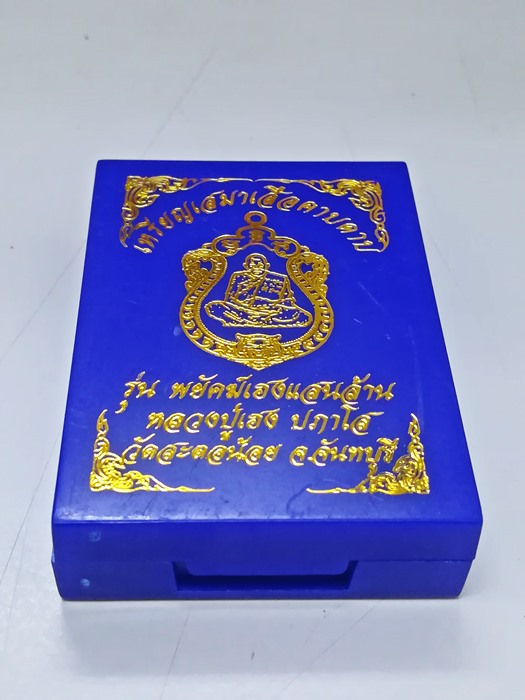 เหรียญเสมาเสือคาบดาบ
รุ่น พยัคฆ์เฮงแสนล้าน
หลวงปู่เฮง ปภาโส
วัดสะตอน้อย จ.จันทบุรี